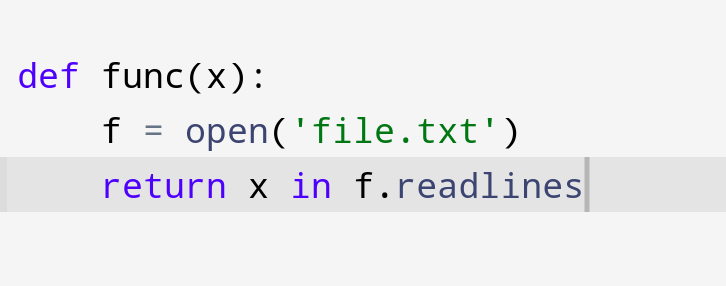 def func(x):
    f = open('file.txt')
    return x in f.readlines